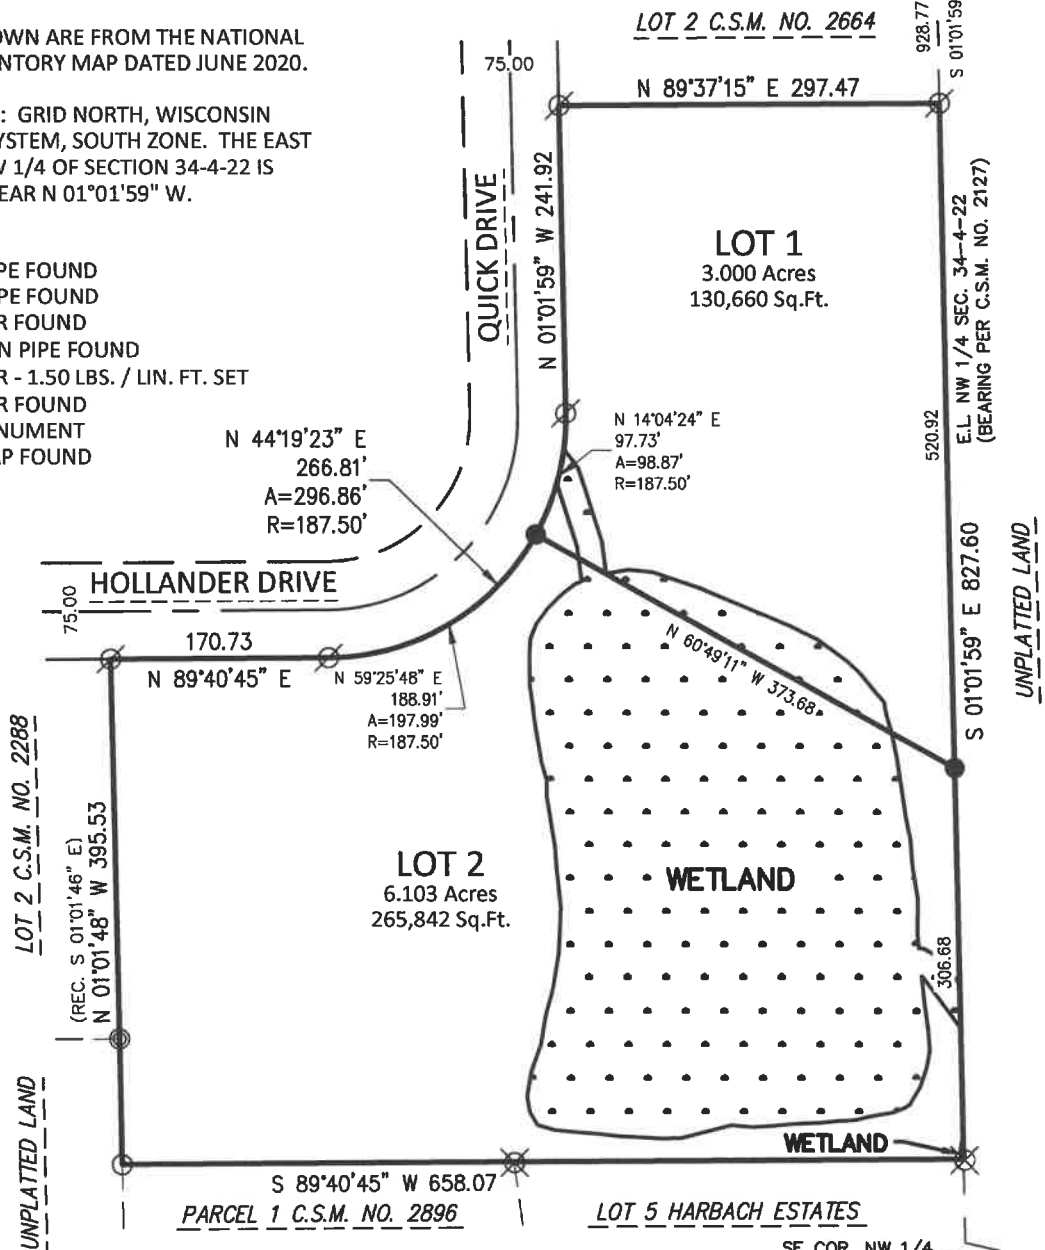 OWN ARE FROM THE NATIONAL
NTORY MAP DATED JUNE 2020.
: GRID NORTH, WISCONSIN
YSTEM, SOUTH ZONE. THE EAST
1/4 OF SECTION 34-4-22 IS
EAR N 01°01'59" W.
PE FOUND
PE FOUND
R FOUND
N PIPE FOUND
R - 1.50 LBS. / LIN. FT. SET
R FOUND
NUMENT
AP FOUND
LOT 2 C.S.M. NO. 2664
928.77
S 01°01'59
75.00
N 89°37'15" E 297.47
QUICK DRIVE
N 01°01'59" W 241.92
LOT 1
3.000 Acres
130,660 Sq.Ft.
E.L. NW 1/4 SEC. 34-4-22
(BEARING PER C.S.M. NO. 2127)
520.92
S 01°01'59" E 827.60
UNPLATTED LAND
N 44°19'23" E
266.81'
A=296.86'
R=187.50'
N 14°04'24" E
97.73'
A=98.87'
R=187.50'
HOLLANDER DRIVE
75.00
170.73
N 89°40'45" E
N 59°25'48" E
188.91'
A=197.99'
R=187.50'
N 60°49'11" W 373.68
LOT 2 C.S.M. NO. 2288
(REC. S 01°01'46" E)
N 01°01'48" W 395.53
LOT 2
6.103 Acres
265,842 Sq.Ft.
WETLAND
306.68
UNPLATTED LAND
WETLAND
S 89°40'45" W 658.07
PARCEL 1 C.S.M. NO. 2896
LOT 5 HARBACH ESTATES
SE COR. NW 1/4